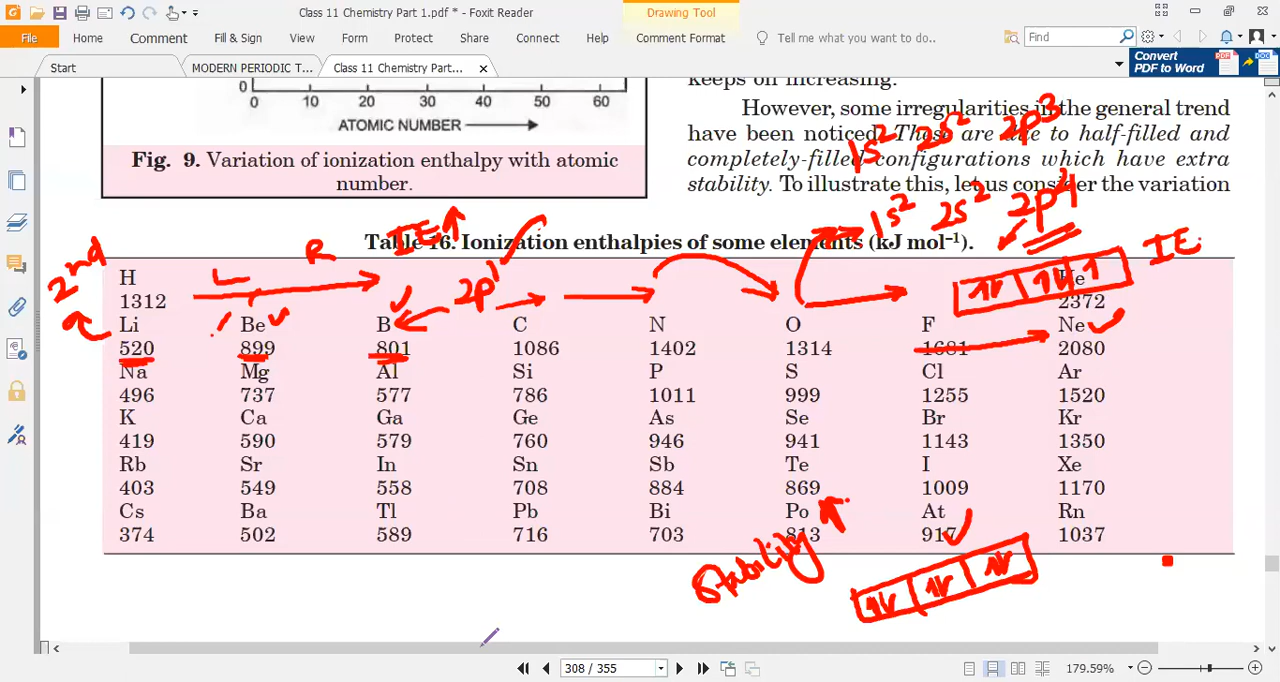 Class 11 Chemistry Part 1.pdf * - Foxit Reader
Drawing Tool
File Home Comment Fill & Sign View Form Protect Share Connect Help Comment Format Tell me what you want to do.. Find
Start MODERN PERIODIC T... Class 11 Chemistry Part...
Convert
PDF to Word
0
0 10 20 30 40 50 60
ATOMIC NUMBER
Fig. 9. Variation of ionization enthalpy with atomic
number.
keeps on increasing.
However, some irregularities in the general trend
have been noticed. These are due to half-filled and
completely-filled configurations which have extra
stability. To illustrate this, let us consider the variation
1s² 2s² 2p³
1s² 2s² 2p⁴
IE↑
R
2nd
2p¹
IE
Table 16. Ionization enthalpies of some elements (kJ mol⁻¹).
H He
1312 2372
Li Be B C N O F Ne
520 899 801 1086 1402 1314 1681 2080
Na Mg Al Si P S Cl Ar
496 737 577 786 1011 999 1255 1520
K Ca Ga Ge As Se Br Kr
419 590 579 760 946 941 1143 1350
Rb Sr In Sn Sb Te I Xe
403 549 558 708 884 869 1009 1170
Cs Ba Tl Pb Bi Po At Rn
374 502 589 716 703 813 917 1037
Stability ↑
308 / 355
179.59%